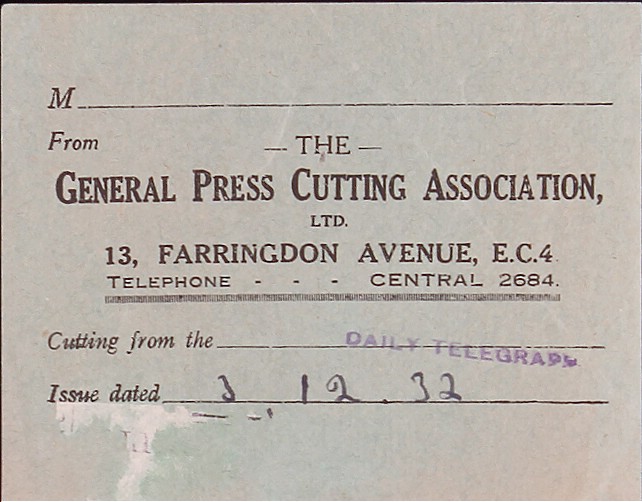 M
From
— THE —
GENERAL PRESS CUTTING ASSOCIATION,
LTD.
13, FARRINGDON AVENUE, E.C.4.
TELEPHONE - - - CENTRAL 2684.
Cutting from the DAILY TELEGRAPH
Issue dated 3 12.32